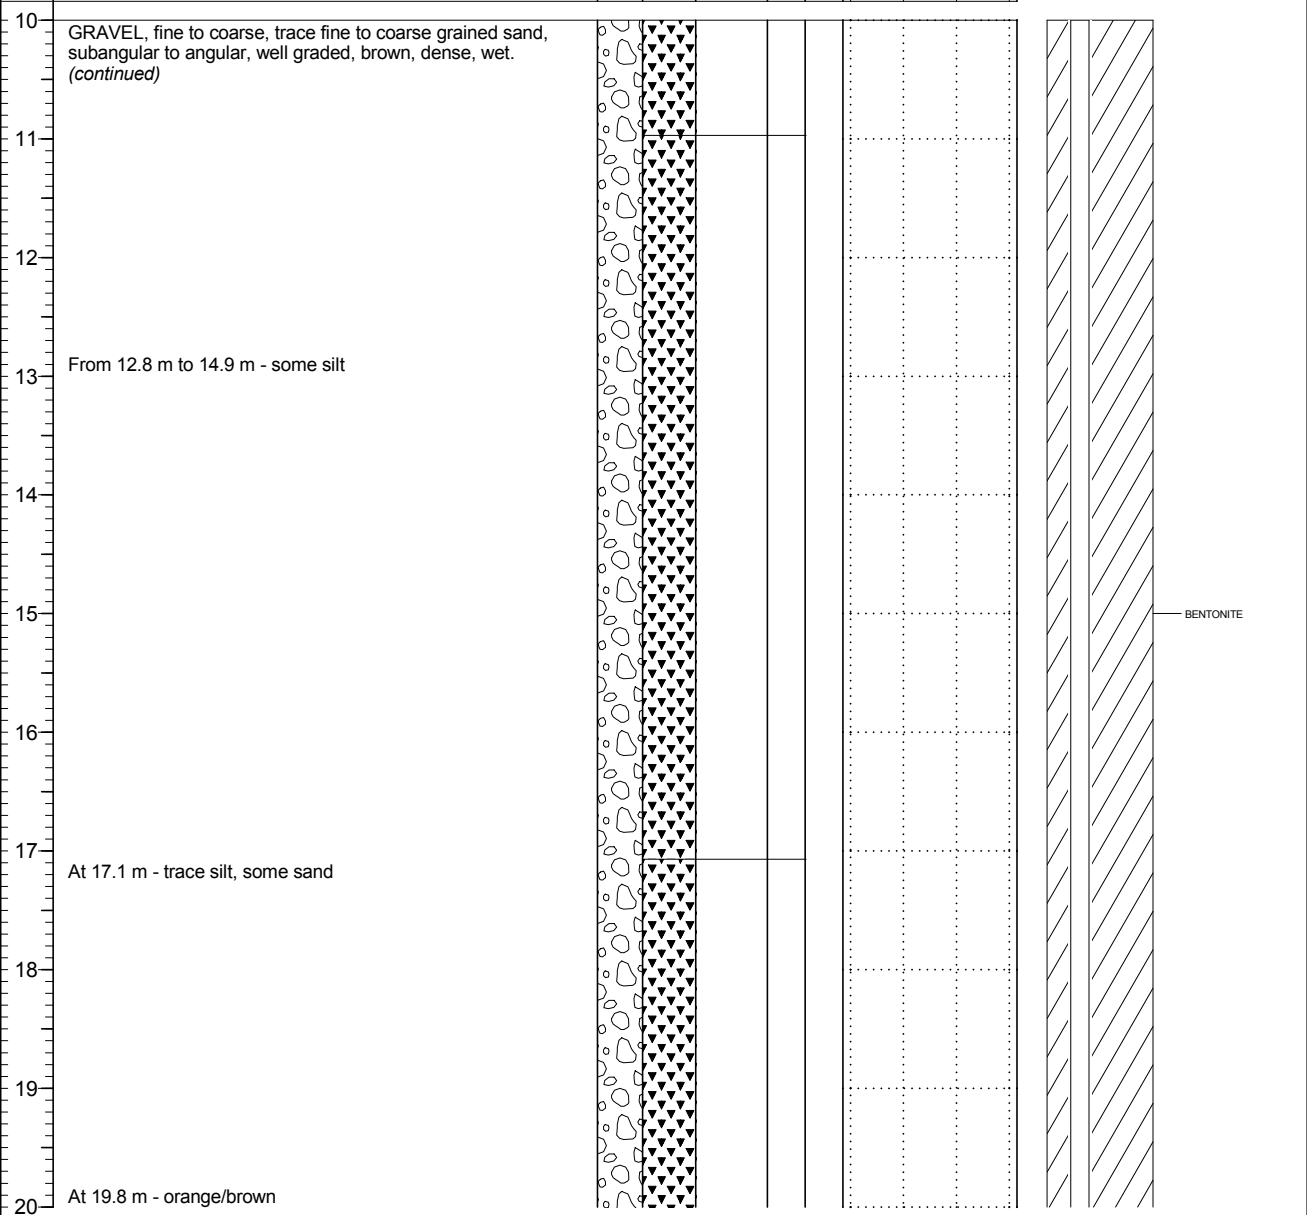 10
GRAVEL, fine to coarse, trace fine to coarse grained sand,
subangular to angular, well graded, brown, dense, wet.
(continued)
11
12
From 12.8 m to 14.9 m - some silt
13
14
15
BENTONITE
16
17
At 17.1 m - trace silt, some sand
18
19
At 19.8 m - orange/brown
20